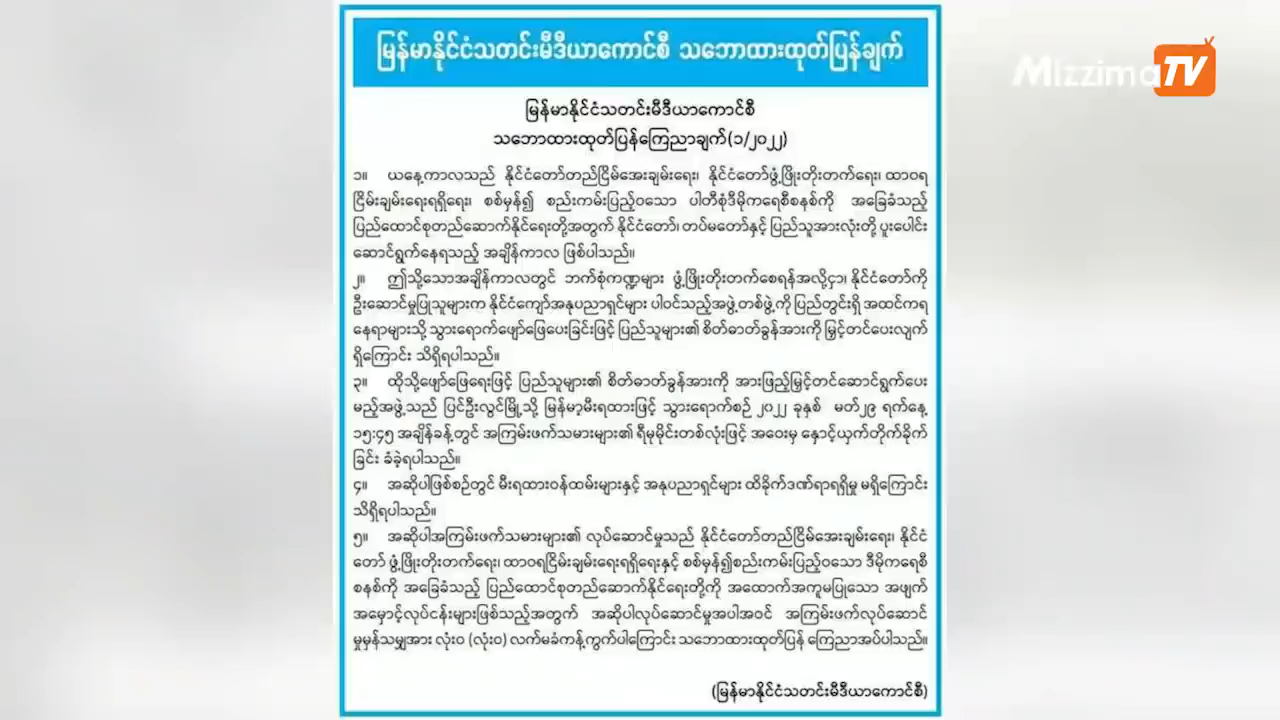 မြန်မာနိုင်ငံသတင်းမီဒီယာကောင်စီ သဘောထားထုတ်ပြန်ချက်
Mizzima TV
မြန်မာနိုင်ငံသတင်းမီဒီယာကောင်စီ
သဘောထားထုတ်ပြန်ကြေညာချက်(၁/၂၀၂၂)
၁။ ယနေ့ကာလသည် နိုင်ငံတော်တည်ငြိမ်အေးချမ်းရေး၊ နိုင်ငံတော်ဖွံ့ဖြိုးတိုးတက်ရေး၊ ထာဝရ
ငြိမ်းချမ်းရေးရရှိရေး၊ စစ်မှန်၍ စည်းကမ်းပြည့်ဝသော ပါတီစုံဒီမိုကရေစီစနစ်ကို အခြေခံသည့်
ပြည်ထောင်စုတည်ဆောက်နိုင်ရေးတို့အတွက် နိုင်ငံတော်၊ တပ်မတော်နှင့် ပြည်သူအားလုံးတို့ ပူးပေါင်း
ဆောင်ရွက်နေရသည့် အချိန်ကာလ ဖြစ်ပါသည်။
၂။ ဤသို့သောအချိန်ကာလတွင် ဘက်စုံကဏ္ဍများ ဖွံ့ဖြိုးတိုးတက်စေရန်အလို့ငှာ၊ နိုင်ငံတော်ကို
ဦးဆောင်မှုပြုသူများက နိုင်ငံကျော်အနုပညာရှင်များ ပါဝင်သည့်အဖွဲ့တစ်ဖွဲ့ကို ပြည်တွင်းရှိ အထင်ကရ
နေရာများသို့ သွားရောက်ဖျော်ဖြေပေးခြင်းဖြင့် ပြည်သူများ၏ စိတ်ဓာတ်ခွန်အားကို မြှင့်တင်ပေးလျက်
ရှိကြောင်း သိရှိရပါသည်။
၃။ ထိုသို့ဖျော်ဖြေရေးဖြင့် ပြည်သူများ၏ စိတ်ဓာတ်ခွန်အားကို အားဖြည့်မြှင့်တင်ဆောင်ရွက်ပေး
မည့်အဖွဲ့သည် ပြင်ဦးလွင်မြို့သို့ မြန်မာ့မီးရထားဖြင့် သွားရောက်စဉ် ၂၀၂၂ ခုနှစ် မတ်၂၉ ရက်နေ့
၁၅:၄၅ အချိန်ခန့်တွင် အကြမ်းဖက်သမားများ၏ ရီမုမိုင်းတစ်လုံးဖြင့် အဝေးမှ နှောင့်ယှက်တိုက်ခိုက်
ခြင်း ခံခဲ့ရပါသည်။
၄။ အဆိုပါဖြစ်စဉ်တွင် မီးရထားဝန်ထမ်းများနှင့် အနုပညာရှင်များ ထိခိုက်ဒဏ်ရာရရှိမှု မရှိကြောင်း
သိရှိရပါသည်။
၅။ အဆိုပါအကြမ်းဖက်သမားများ၏ လုပ်ဆောင်မှုသည် နိုင်ငံတော်တည်ငြိမ်အေးချမ်းရေး၊ နိုင်ငံ
တော် ဖွံ့ဖြိုးတိုးတက်ရေး၊ ထာဝရငြိမ်းချမ်းရေးရရှိရေးနှင့် စစ်မှန်၍စည်းကမ်းပြည့်ဝသော ဒီမိုကရေစီ
စနစ်ကို အခြေခံသည့် ပြည်ထောင်စုတည်ဆောက်နိုင်ရေးတို့ကို အထောက်အကူမပြုသော အဖျက်
အမှောင့်လုပ်ငန်းများဖြစ်သည့်အတွက် အဆိုပါလုပ်ဆောင်မှုအပါအဝင် အကြမ်းဖက်လုပ်ဆောင်
မှုမှန်သမျှအား လုံးဝ (လုံးဝ) လက်မခံကန့်ကွက်ပါကြောင်း သဘောထားထုတ်ပြန် ကြေညာအပ်ပါသည်။
(မြန်မာနိုင်ငံသတင်းမီဒီယာကောင်စီ)